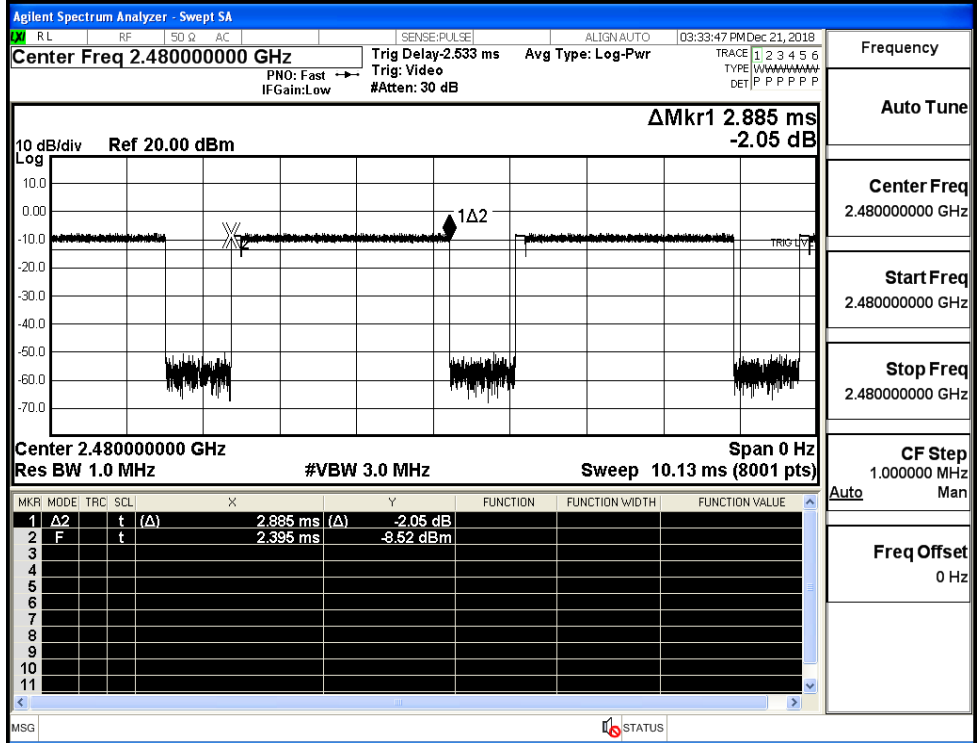 Agilent Spectrum Analyzer - Swept SA
LXI RL RF 50 Ω AC SENSE:PULSE ALIGNAUTO 03:33:47 PMDec 21, 2018
Center Freq 2.480000000 GHz
PNO: Fast
IFGain:Low
Trig Delay-2.533 ms
Trig: Video
#Atten: 30 dB
Avg Type: Log-Pwr
TRACE 1 2 3 4 5 6
TYPE WWWWWW
DET P P P P P P
ΔMkr1 2.885 ms
-2.05 dB
10 dB/div Ref 20.00 dBm
Log
10.0
0.00
-10.0
-20.0
-30.0
-40.0
-50.0
-60.0
-70.0
1Δ2
2
Center 2.480000000 GHz Span 0 Hz
Res BW 1.0 MHz #VBW 3.0 MHz Sweep 10.13 ms (8001 pts)
MKR MODE TRC SCL X Y FUNCTION FUNCTION WIDTH FUNCTION VALUE
1 Δ2 t (Δ) 2.885 ms (Δ) -2.05 dB
2 F t 2.395 ms -8.52 dBm
3
4
5
6
7
8
9
10
11
MSG STATUS
Frequency
Auto Tune
Center Freq
2.480000000 GHz
Start Freq
2.480000000 GHz
Stop Freq
2.480000000 GHz
CF Step
1.000000 MHz
Auto Man
Freq Offset
0 Hz